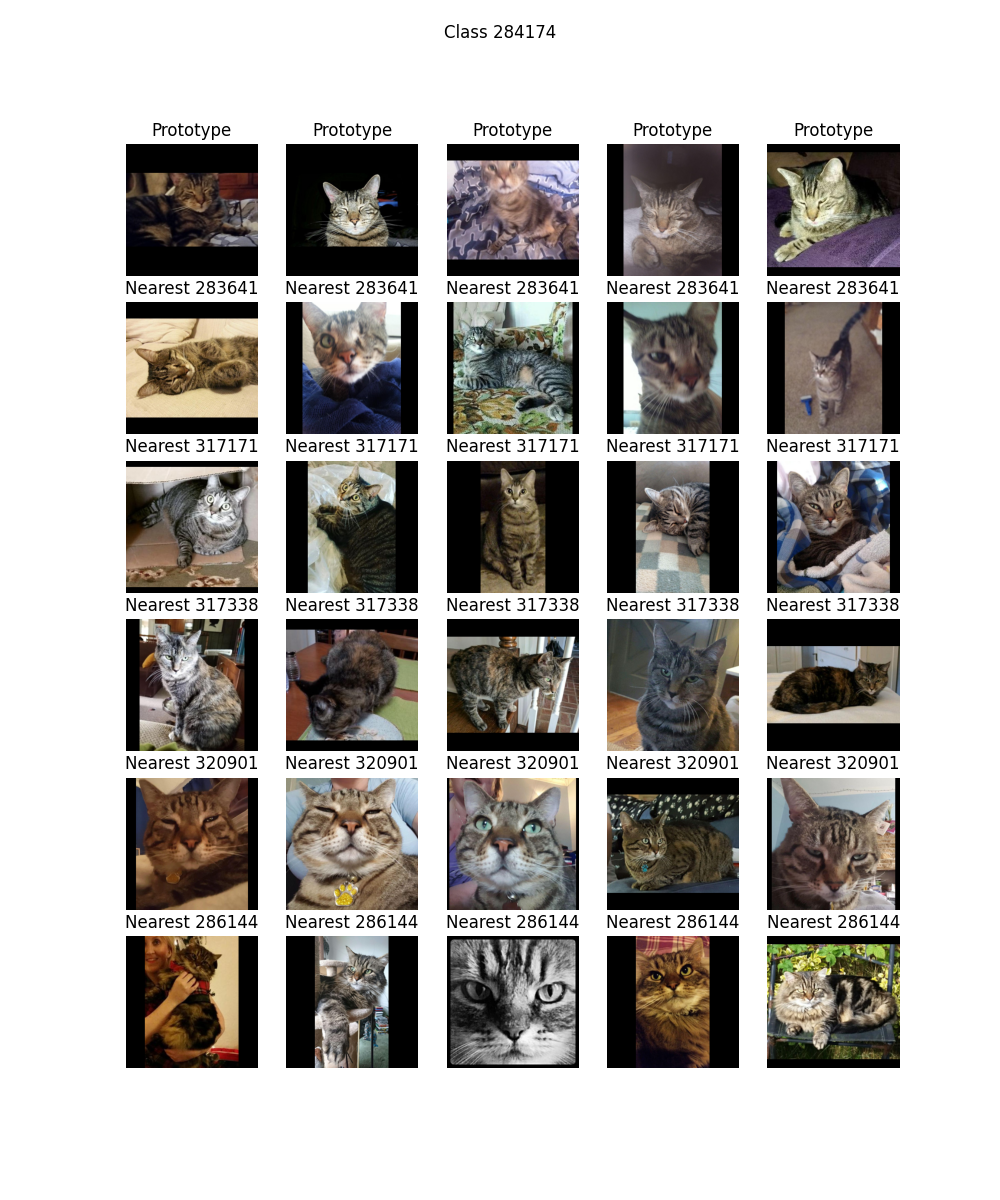 Class 284174
Prototype Prototype Prototype Prototype Prototype
Nearest 283641 Nearest 283641 Nearest 283641 Nearest 283641 Nearest 283641
Nearest 317171 Nearest 317171 Nearest 317171 Nearest 317171 Nearest 317171
Nearest 317338 Nearest 317338 Nearest 317338 Nearest 317338 Nearest 317338
Nearest 320901 Nearest 320901 Nearest 320901 Nearest 320901 Nearest 320901
Nearest 286144 Nearest 286144 Nearest 286144 Nearest 286144 Nearest 286144